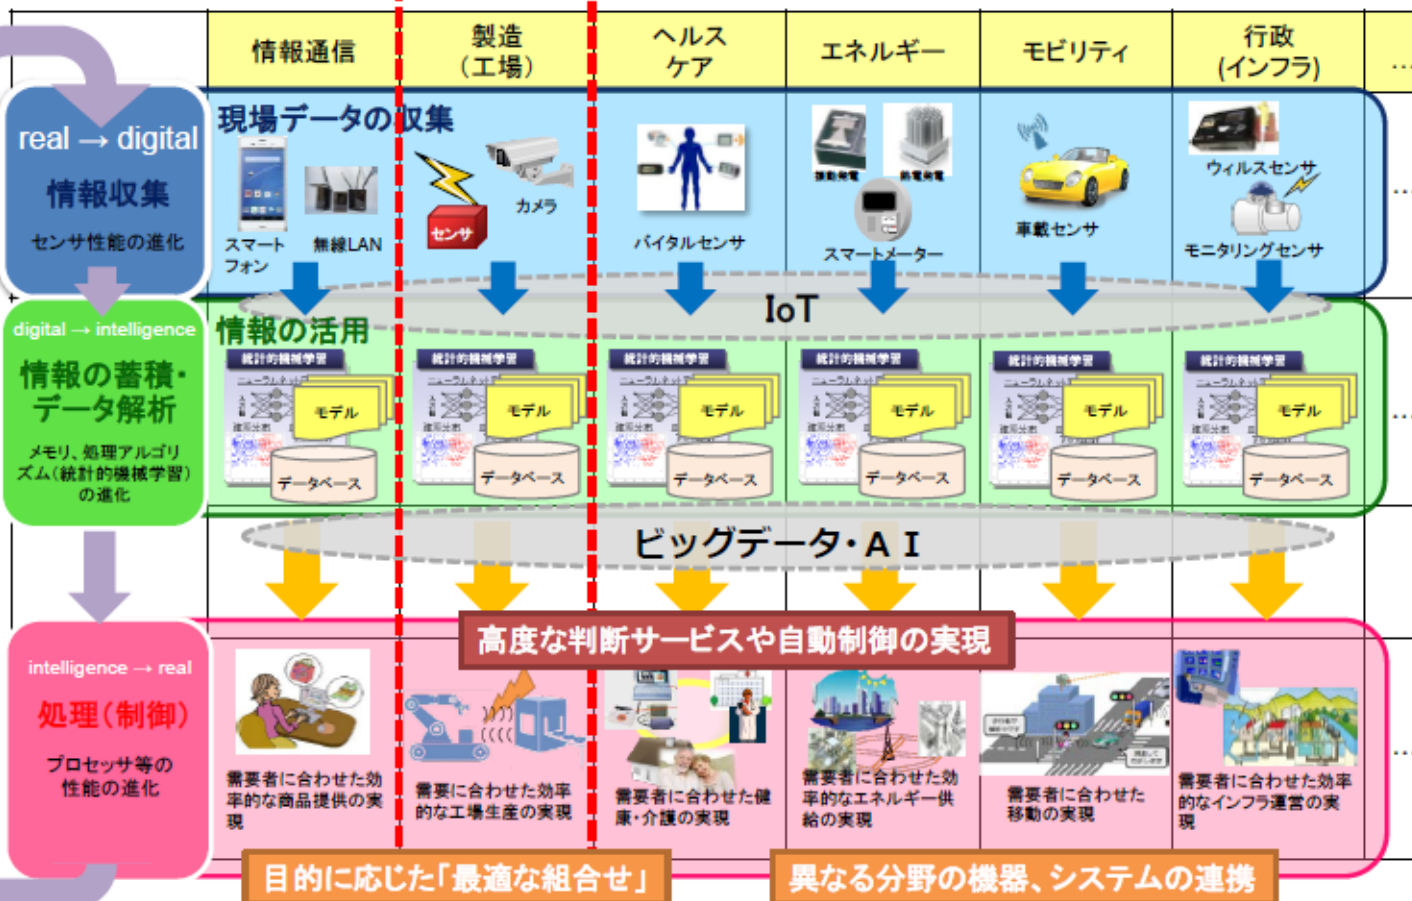 情報通信
製造
(工場)
ヘルス
ケア
エネルギー
モビリティ
行政
(インフラ)
...
real → digital
情報収集
センサ性能の進化
現場データの収集
スマート
フォン
無線LAN
センサ
カメラ
バイタルセンサ
振動発電
熱電発電
スマートメーター
車載センサ
ウィルスセンサ
モニタリングセンサ
...
IoT
digital → intelligence
情報の蓄積・
データ解析
メモリ、処理アルゴリ
ズム(統計的機械学習)
の進化
情報の活用
統計的機械学習
モデル
データベース
統計的機械学習
モデル
データベース
統計的機械学習
モデル
データベース
統計的機械学習
モデル
データベース
統計的機械学習
モデル
データベース
統計的機械学習
モデル
データベース
...
ビッグデータ・AI
高度な判断サービスや自動制御の実現
intelligence → real
処理(制御)
プロセッサ等の
性能の進化
需要者に合わせた効
率的な商品提供の実
現
需要に合わせた効率
的な工場生産の実現
需要者に合わせた健
康・介護の実現
需要者に合わせた効
率的なエネルギー供
給の実現
需要者に合わせた
移動の実現
需要者に合わせた効率
的なインフラ運営の実
現
...
目的に応じた「最適な組合せ」
異なる分野の機器、システムの連携